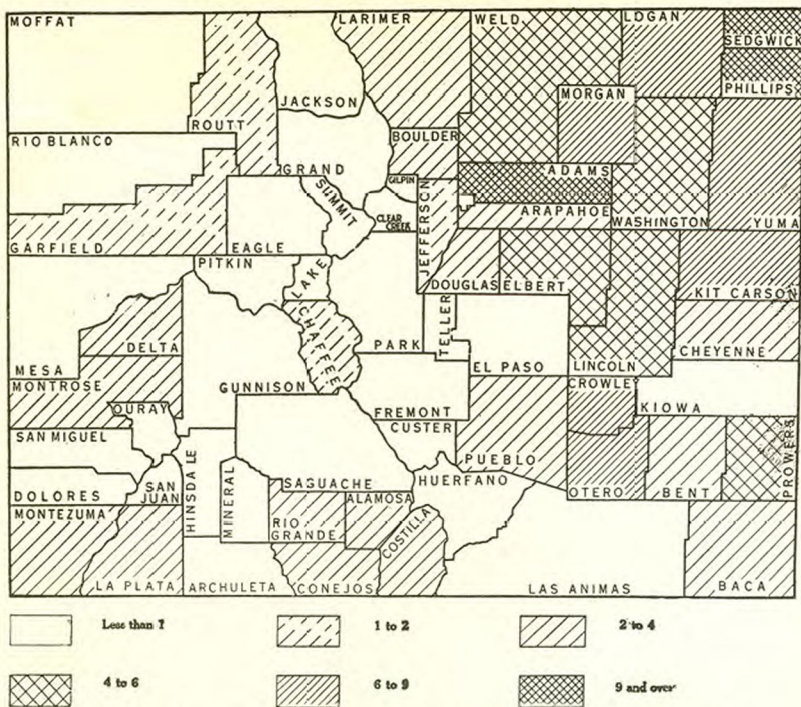 MOFFAT
LARIMER
WELD
LOGAN
SEDGWICK
PHILLIPS
JACKSON
MORGAN
ROUTT
RIO BLANCO
BOULDER
GRAND
GILPIN
ADAMS
SUMMIT
JEFFERSON
CLEAR
CREEK
ARAPAHOE
WASHINGTON
YUMA
GARFIELD
EAGLE
PITKIN
LAKE
DOUGLAS
ELBERT
KIT CARSON
CHAFFEE
TELLER
PARK
DELTA
MESA
MONTROSE
LINCOLN
CHEYENNE
EL PASO
GUNNISON
CROWLE
OURAY
KIOWA
FREMONT
CUSTER
SAN MIGUEL
PROWERS
HINSDALE
MINERAL
PUEBLO
SAGUACHE
HUERFANO
OTERO
BENT
DOLORES
SAN
JUAN
MONTEZUMA
ALAMOSA
RIO
GRANDE
COSTILLA
LA PLATA
ARCHULETA
CONEJOS
LAS ANIMAS
BACA
Less than 1
1 to 2
2 to 4
4 to 6
6 to 9
9 and over